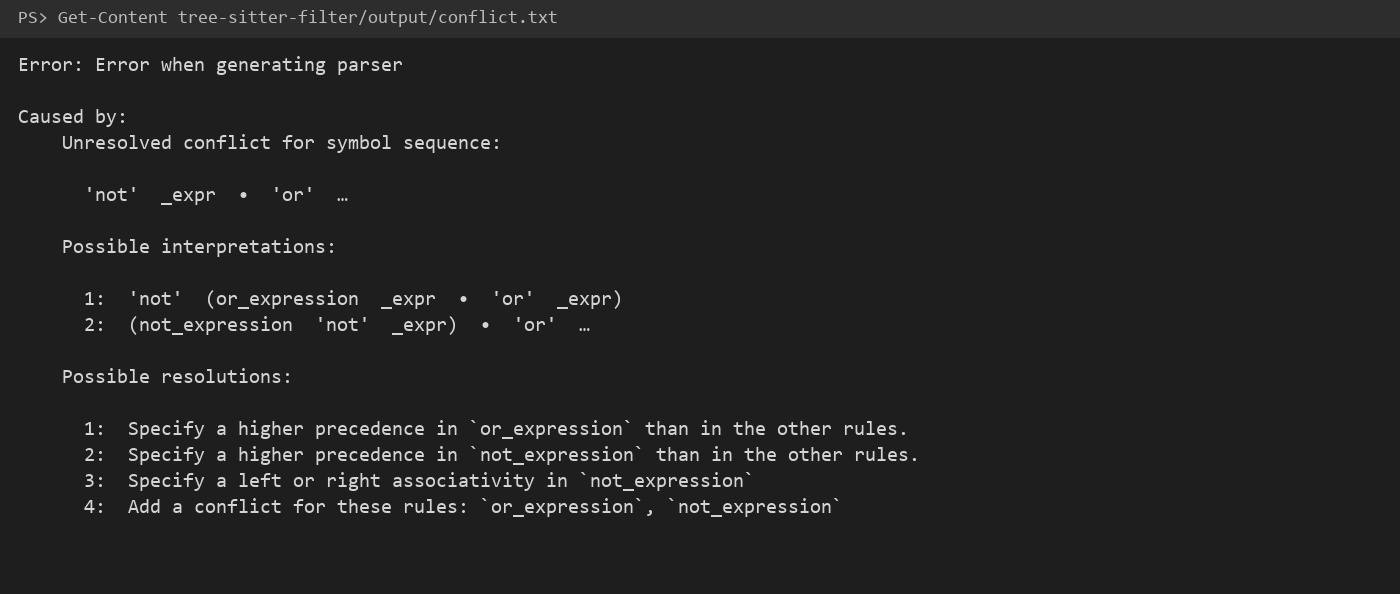 PS> Get-Content tree-sitter-filter/output/conflict.txt
Error: Error when generating parser
Caused by:
Unresolved conflict for symbol sequence:
'not'  _expr  •  'or'  …
Possible interpretations:
1:  'not'  (or_expression  _expr  •  'or'  _expr)
2:  (not_expression  'not'  _expr)  •  'or'  …
Possible resolutions:
1:  Specify a higher precedence in `or_expression` than in the other rules.
2:  Specify a higher precedence in `not_expression` than in the other rules.
3:  Specify a left or right associativity in `not_expression`
4:  Add a conflict for these rules: `or_expression`, `not_expression`